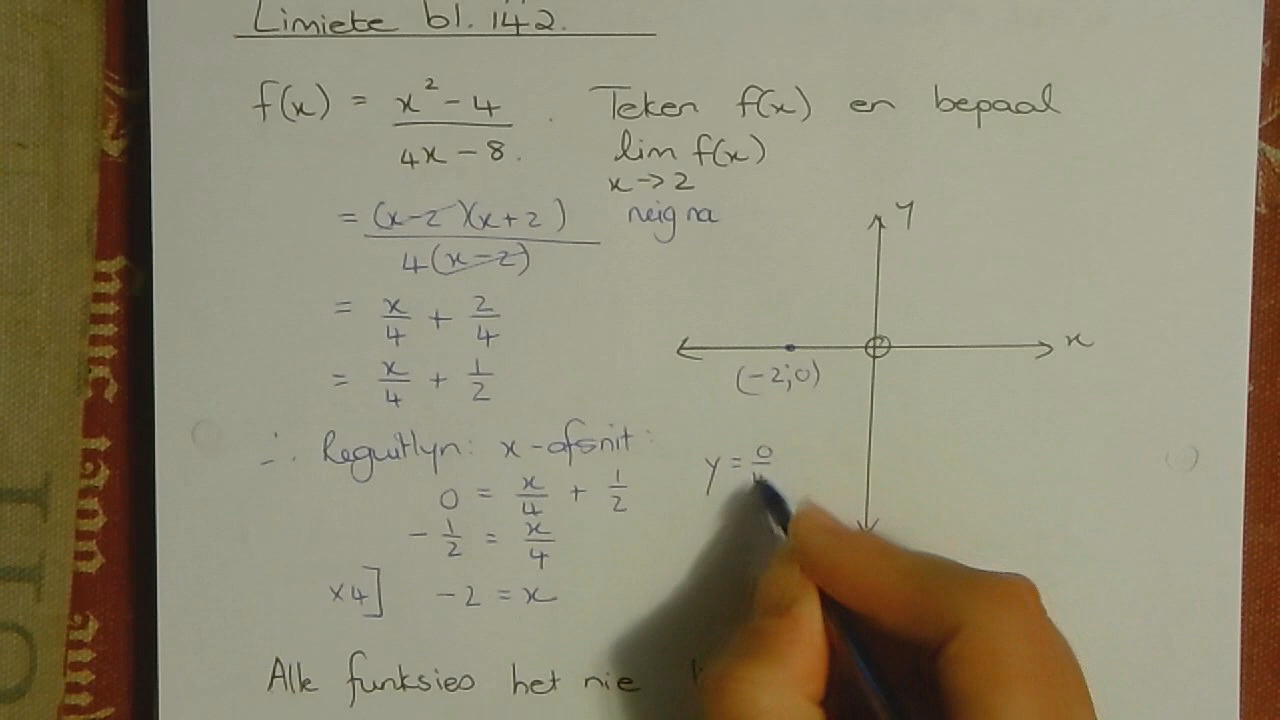 Limiete bl. 142.
f(x) = x² - 4 / 4x - 8. Teken f(x) en bepaal
lim f(x)
x → 2
neig na
= (x-2)(x+2) / 4(x-2)
= x/4 + 2/4
= x/4 + 1/2
∴ Reguitlyn: x-afsnit:
0 = x/4 + 1/2
-1/2 = x/4
x4] -2 = x
y
x
(-2;0)
y = 0/4
Alle funksies het nie